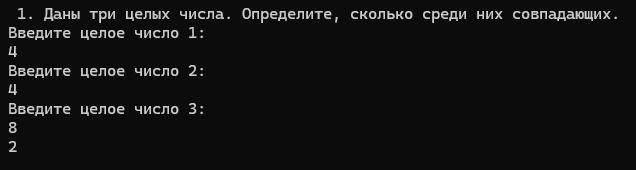 1. Даны три целых числа. Определите, сколько среди них совпадающих.
Введите целое число 1:
4
Введите целое число 2:
4
Введите целое число 3:
8
2